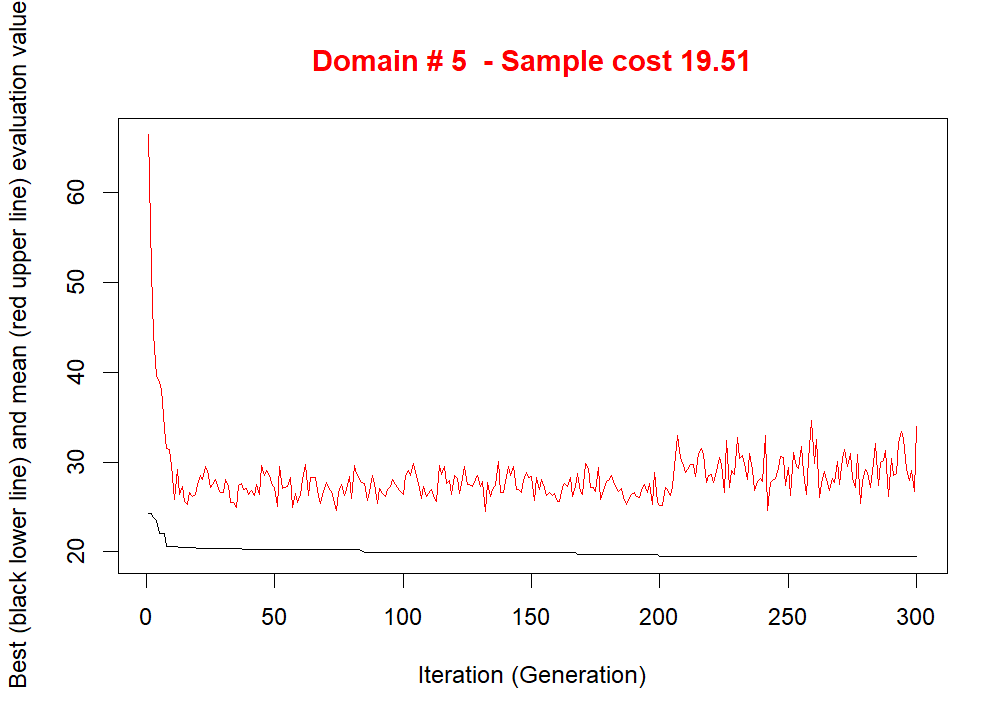 Domain # 5  - Sample cost 19.51
Best (black lower line) and mean (red upper line) evaluation value
60
50
40
30
20
0 50 100 150 200 250 300
Iteration (Generation)